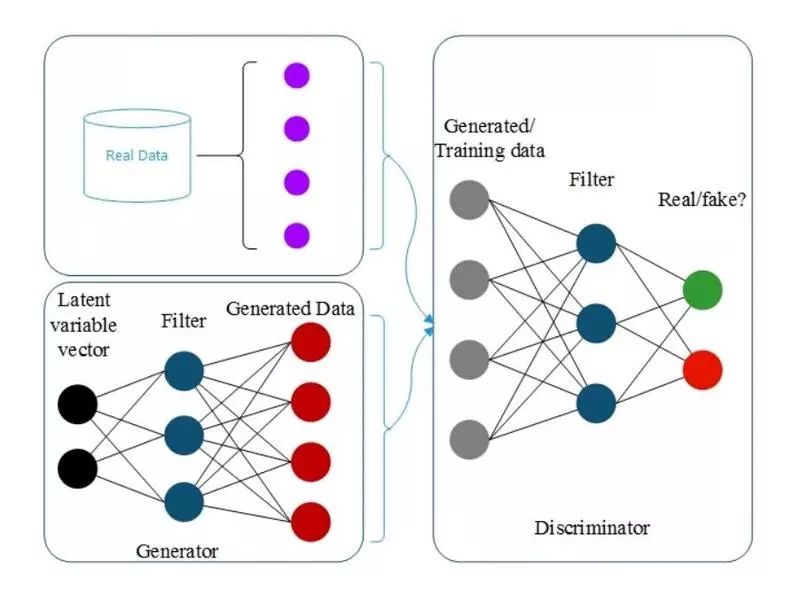 Real Data
Latent
variable
vector
Filter
Generated Data
Generator
Generated/
Training data
Filter
Real/fake?
Discriminator